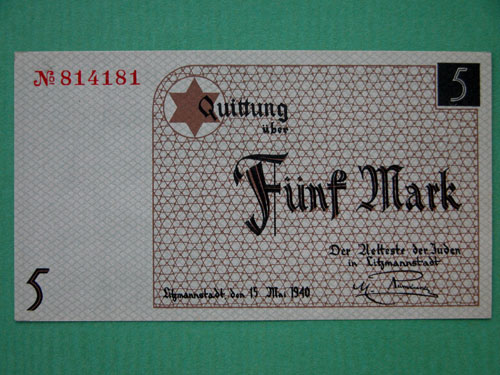 № 814181
5
Quittung
über
Fünf Mark
Der Aelteste der Juden
in Litzmannstadt
Litzmannstadt, den 15. Mai 1940
5